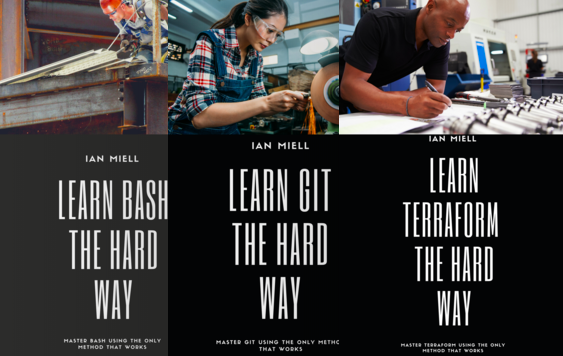 IAN MIELL
LEARN BASH
THE HARD
WAY
MASTER BASH USING THE ONLY
METHOD THAT WORKS
IAN MIELL
LEARN GIT
THE HARD
WAY
MASTER GIT USING THE ONLY METHO
THAT WORKS
IAN MIELL
LEARN
TERRAFORM
THE HARD
WAY
MASTER TERRAFORM USING THE ONLY
METHOD THAT WORKS